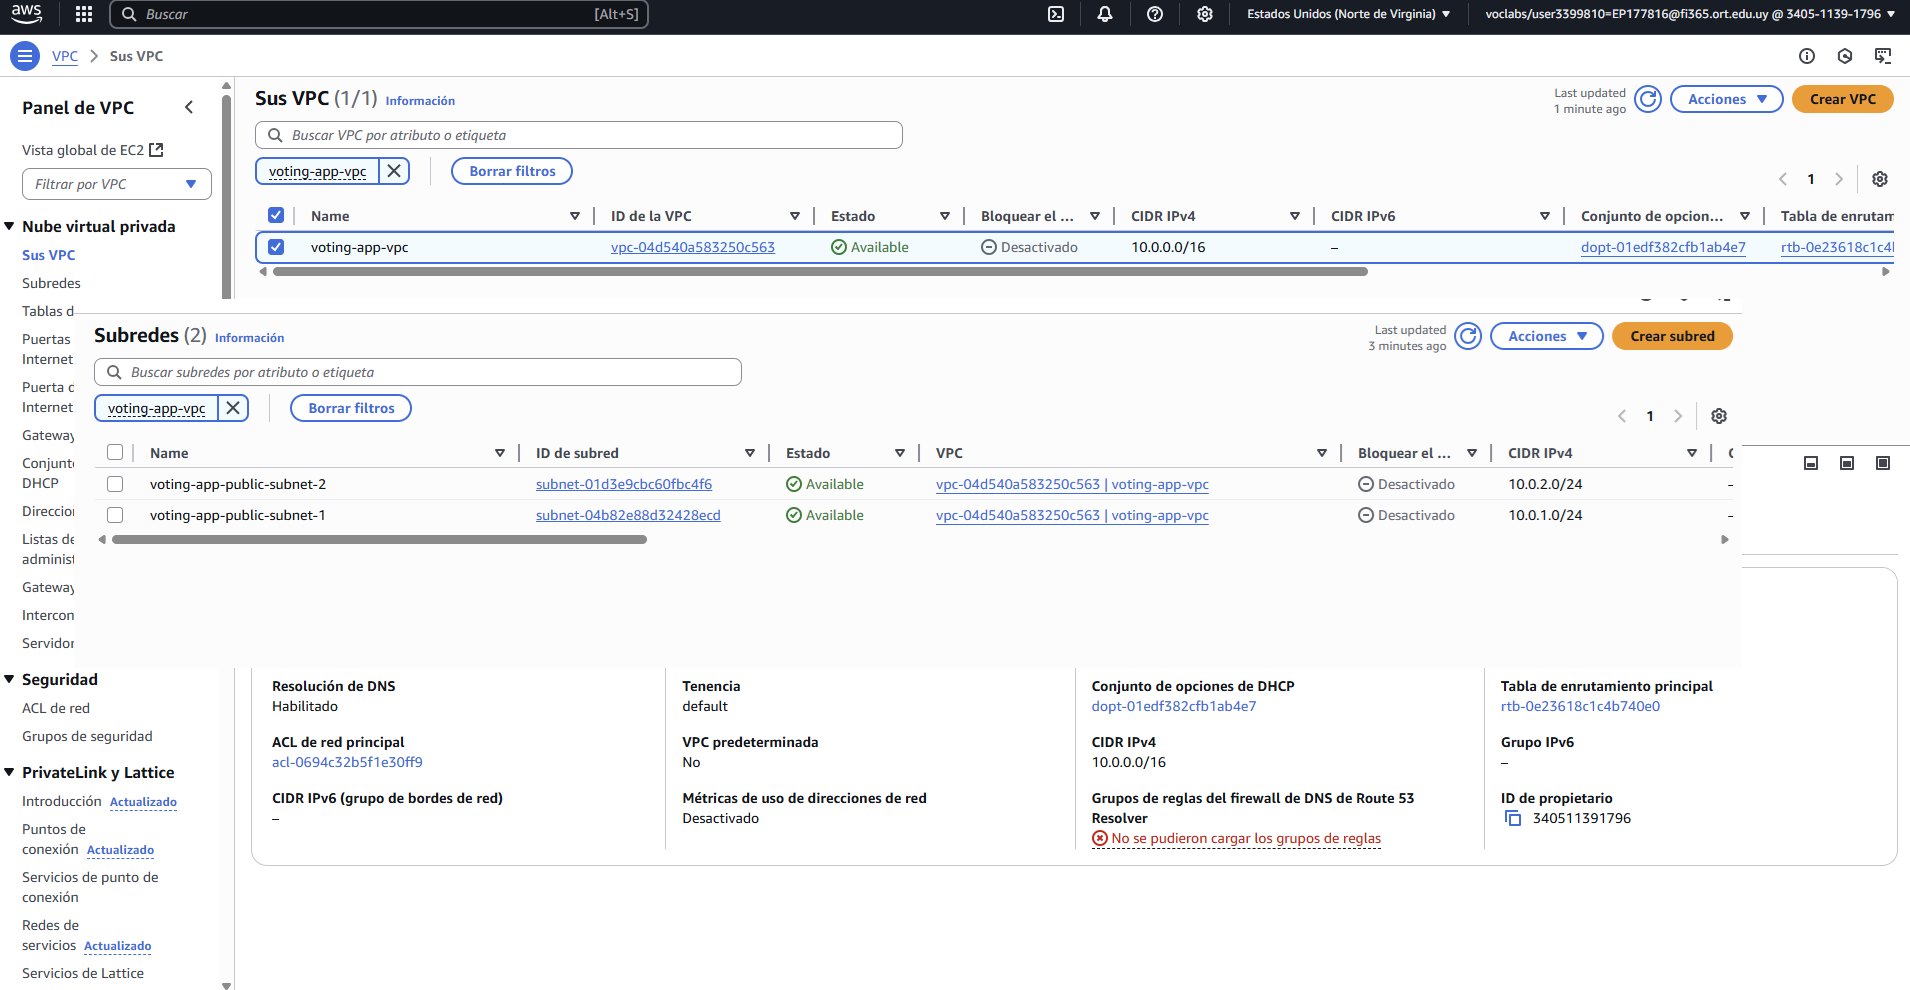 aws
Buscar
[Alt+S]
Estados Unidos (Norte de Virginia)
voclabs/user3399810=EP177816@fi365.ort.edu.uy @ 3405-1139-1796
VPC
Sus VPC
Panel de VPC
Vista global de EC2
Filtrar por VPC
Nube virtual privada
Sus VPC
Subredes
Tablas d
Puertas
Internet
Puerta d
Internet
Gateway
Conjunt
DHCP
Direccio
Listas de
administ
Gateway
Intercon
Servidor
Seguridad
ACL de red
Grupos de seguridad
PrivateLink y Lattice
Introducción Actualizado
Puntos de
conexión Actualizado
Servicios de punto de
conexión
Redes de
servicios Actualizado
Servicios de Lattice
Sus VPC (1/1) Información
Last updated
1 minute ago
Acciones
Crear VPC
Buscar VPC por atributo o etiqueta
voting-app-vpc
Borrar filtros
1
Name ID de la VPC Estado Bloquear el ... CIDR IPv4 CIDR IPv6 Conjunto de opcion... Tabla de enrutam
voting-app-vpc vpc-04d540a583250c563 Available Desactivado 10.0.0.0/16 – dopt-01edf382cfb1ab4e7 rtb-0e23618c1c4l
Subredes (2) Información
Last updated
3 minutes ago
Acciones
Crear subred
Buscar subredes por atributo o etiqueta
voting-app-vpc
Borrar filtros
1
Name ID de subred Estado VPC Bloquear el ... CIDR IPv4
voting-app-public-subnet-2 subnet-01d3e9cbc60fbc4f6 Available vpc-04d540a583250c563 | voting-app-vpc Desactivado 10.0.2.0/24 –
voting-app-public-subnet-1 subnet-04b82e88d32428ecd Available vpc-04d540a583250c563 | voting-app-vpc Desactivado 10.0.1.0/24 –
Resolución de DNS
Habilitado
Tenencia
default
Conjunto de opciones de DHCP
dopt-01edf382cfb1ab4e7
Tabla de enrutamiento principal
rtb-0e23618c1c4b740e0
ACL de red principal
acl-0694c32b5f1e30ff9
VPC predeterminada
No
CIDR IPv4
10.0.0.0/16
Grupo IPv6
–
CIDR IPv6 (grupo de bordes de red)
–
Métricas de uso de direcciones de red
Desactivado
Grupos de reglas del firewall de DNS de Route 53
Resolver
No se pudieron cargar los grupos de reglas
ID de propietario
340511391796